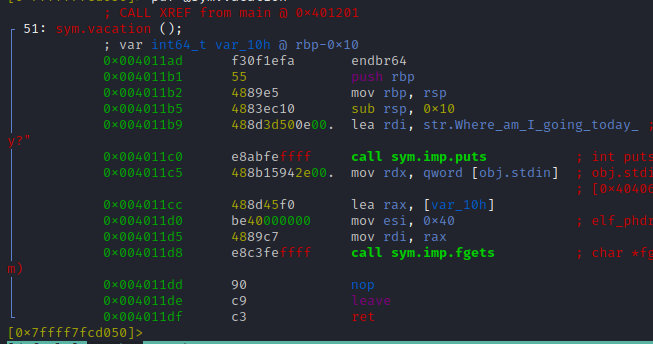 ; CALL XREF from main @ 0×401201
51: sym.vacation ();
; var int64_t var_10h @ rbp-0×10
0×004011ad f30f1efa endbr64
0×004011b1 55 push rbp
0×004011b2 4889e5 mov rbp, rsp
0×004011b5 4883ec10 sub rsp, 0×10
0×004011b9 488d3d500e00. lea rdi, str.Where_am_I_going_today_ ;
y?"
0×004011c0 e8abfeffff call sym.imp.puts ; int puts
0×004011c5 488b15942e00. mov rdx, qword [obj.stdin] ; obj.stdi
; [0×40406
0×004011cc 488d45f0 lea rax, [var_10h]
0×004011d0 be40000000 mov esi, 0×40 ; elf_phdr
0×004011d5 4889c7 mov rdi, rax
0×004011d8 e8c3feffff call sym.imp.fgets ; char *fg
m)
0×004011dd 90 nop
0×004011de c9 leave
0×004011df c3 ret
[0×7ffff7fcd050]>